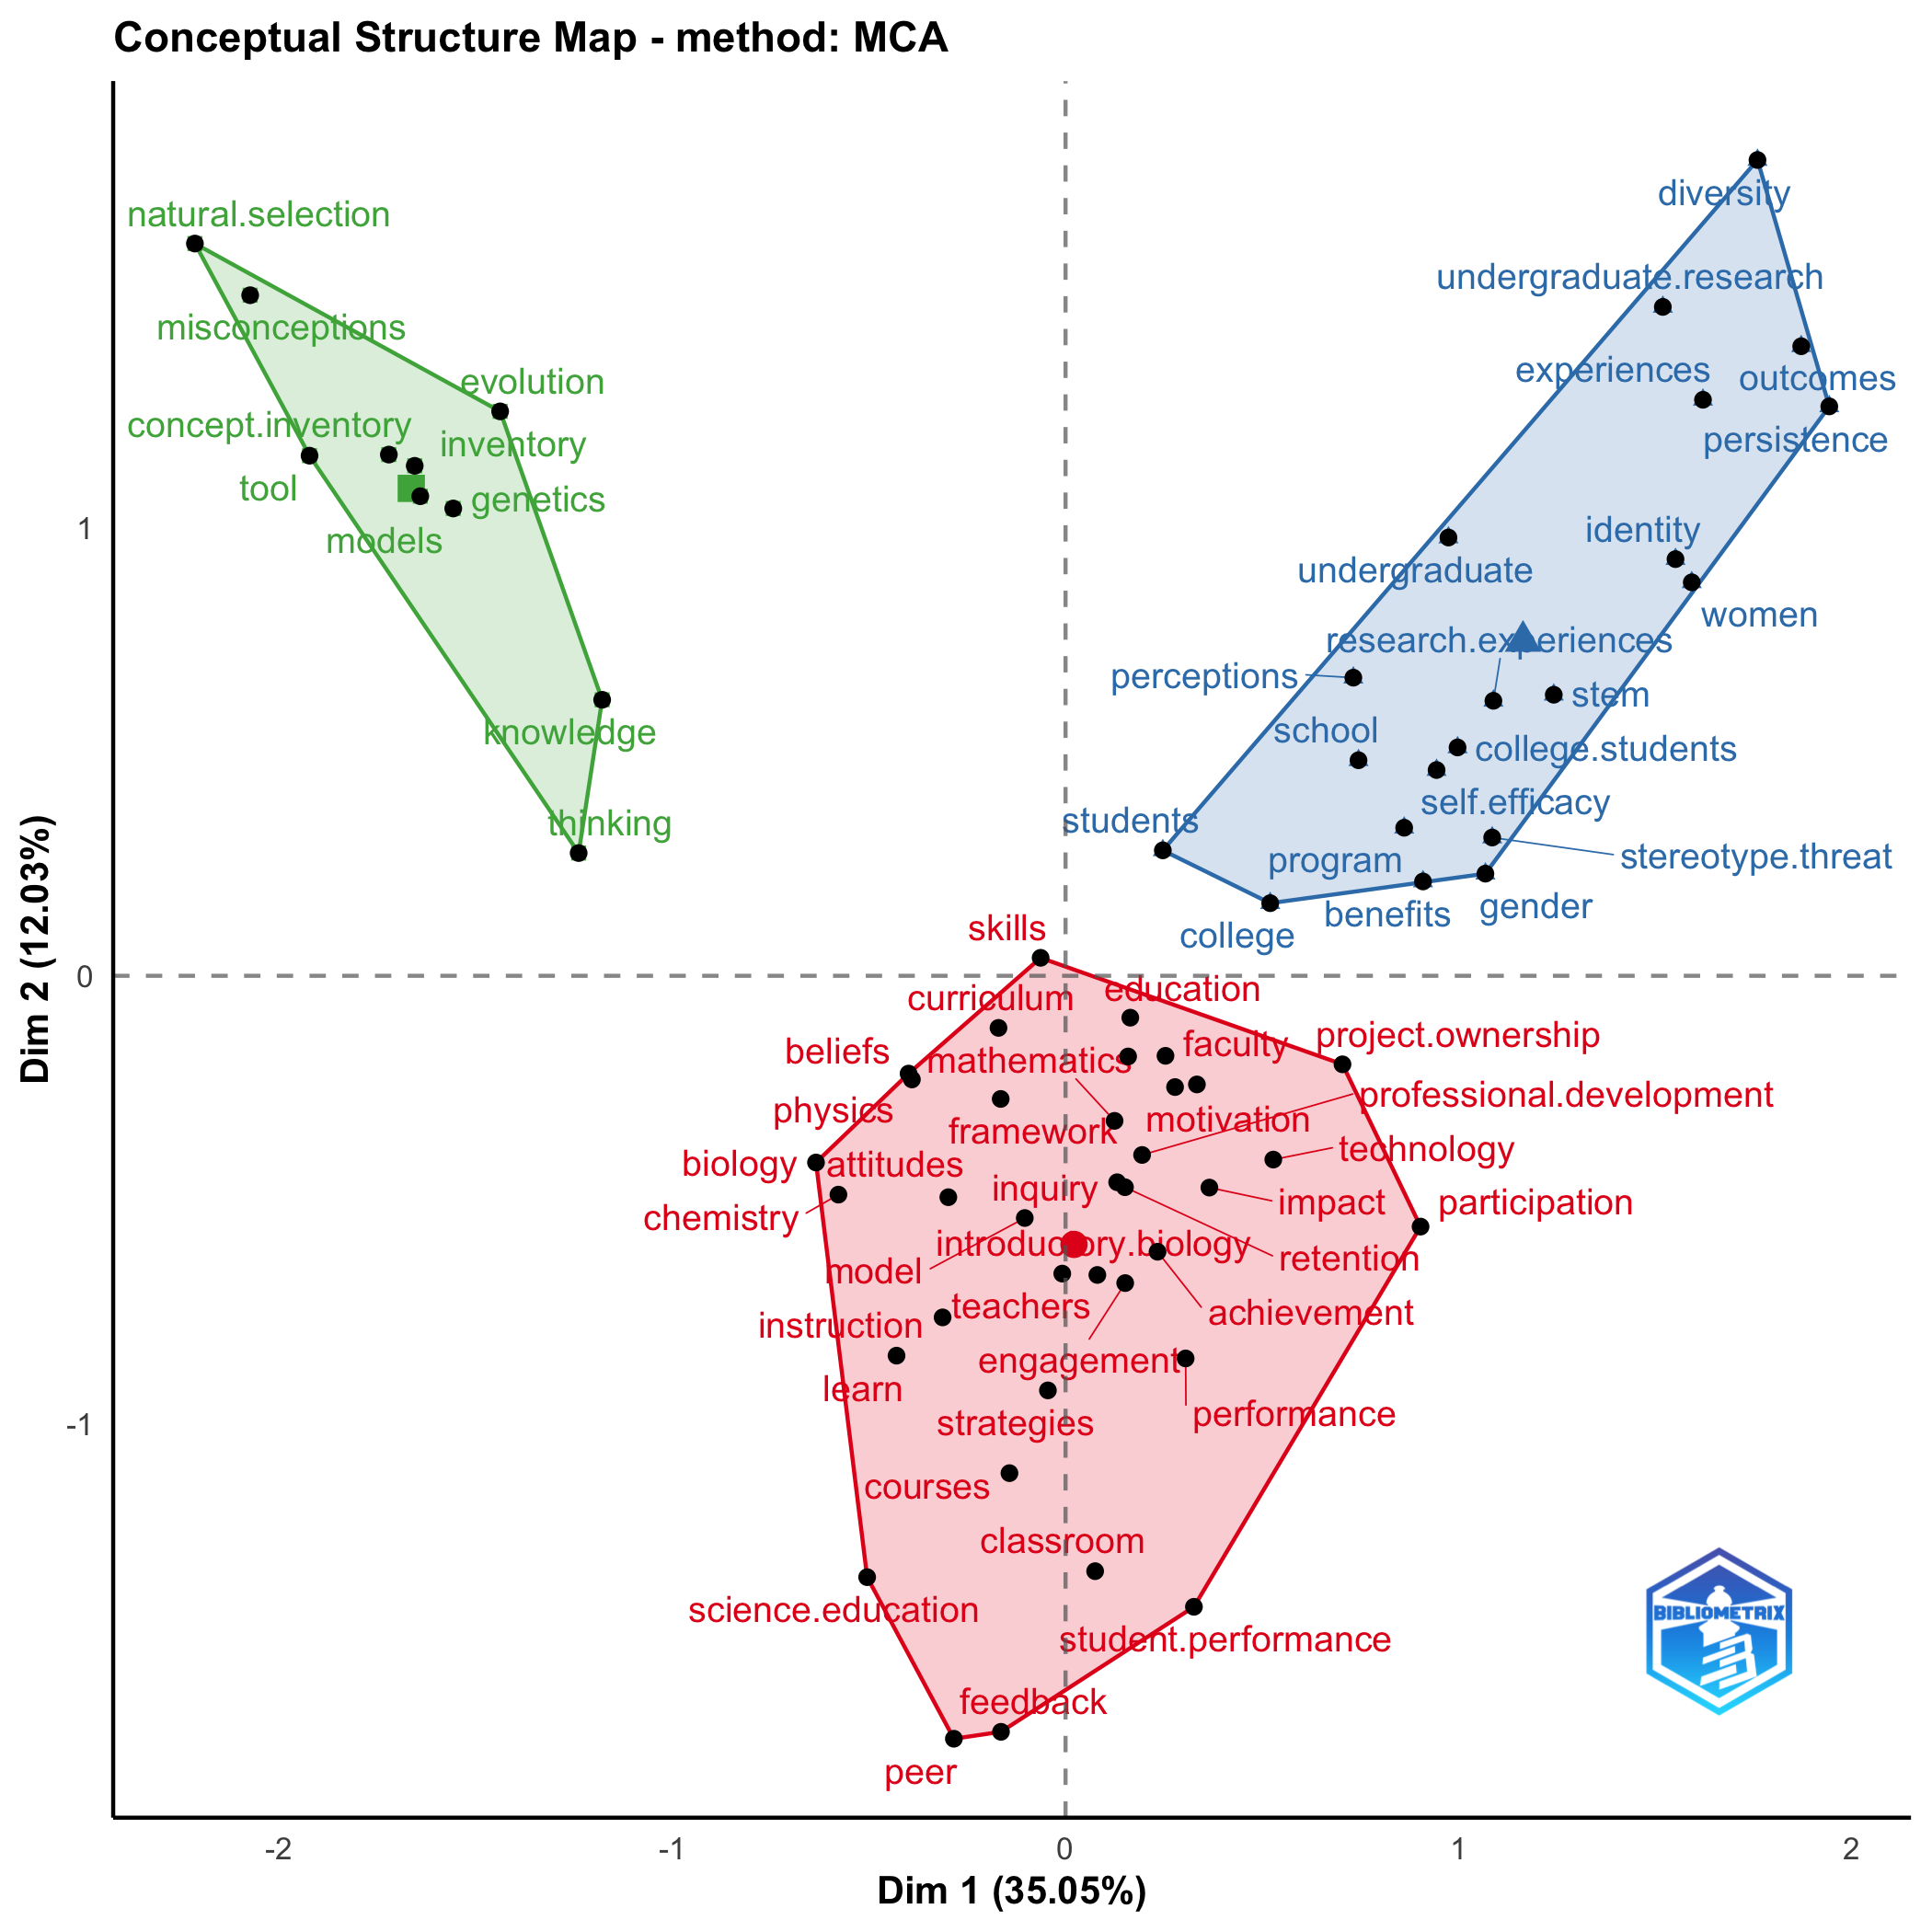 Conceptual Structure Map - method: MCA
diversity
natural.selection
undergraduate.research
misconceptions
experiences
outcomes
evolution
concept.inventory
inventory
persistence
tool
genetics
models
identity
undergraduate
women
research.experiences
perceptions
stem
school
knowledge
college.students
self.efficacy
students
thinking
program
stereotype.threat
benefits
gender
college
skills
curriculum
education
project.ownership
faculty
beliefs
mathematics
professional.development
physics
motivation
framework
technology
biology
attitudes
inquiry
impact
participation
chemistry
introductory.biology
retention
model
teachers
achievement
instruction
engagement
learn
performance
strategies
courses
classroom
science.education
student.performance
feedback
peer
BIBLIOMETRIX
1
0
-1
Dim 2 (12.03%)
-2
-1
0
1
2
Dim 1 (35.05%)